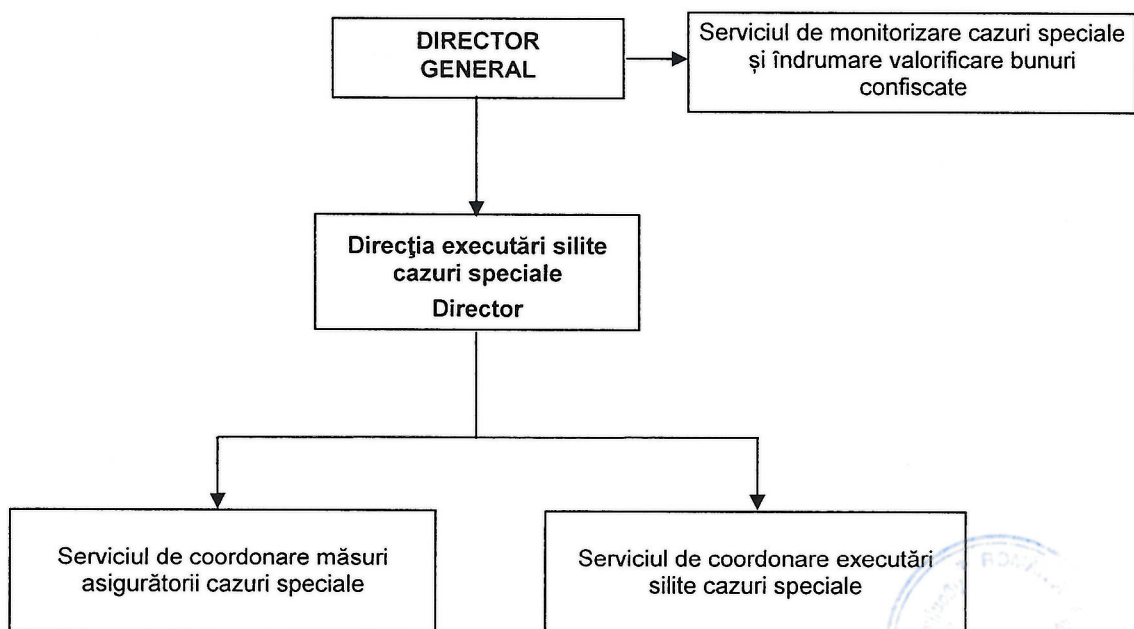 DIRECTOR
GENERAL
Serviciul de monitorizare cazuri speciale
și îndrumare valorificare bunuri
confiscate
Direcţia executări silite
cazuri speciale
Director
Serviciul de coordonare măsuri
asigurătorii cazuri speciale
Serviciul de coordonare executări
silite cazuri speciale